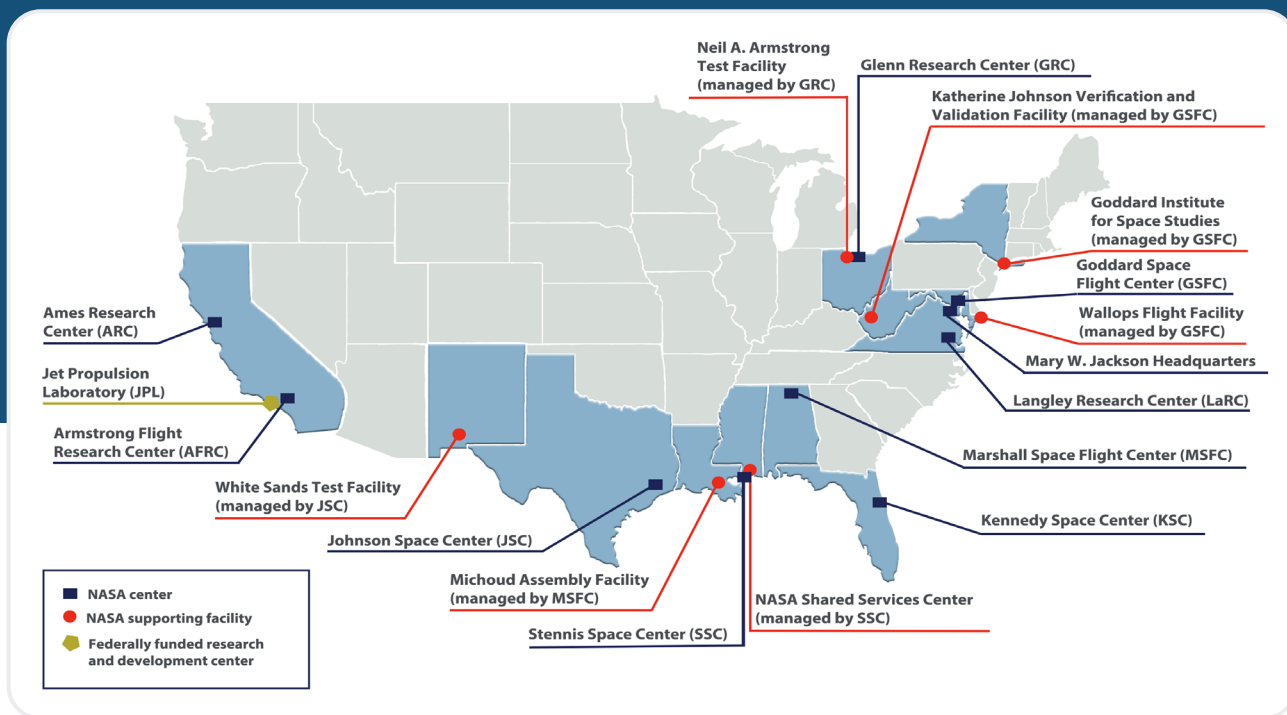 Neil A. Armstrong
Test Facility
(managed by GRC)
Glenn Research Center (GRC)
Katherine Johnson Verification and
Validation Facility (managed by GSFC)
Goddard Institute
for Space Studies
(managed by GSFC)
Goddard Space
Flight Center (GSFC)
Wallops Flight Facility
(managed by GSFC)
Mary W. Jackson Headquarters
Langley Research Center (LaRC)
Marshall Space Flight Center (MSFC)
Kennedy Space Center (KSC)
Ames Research
Center (ARC)
Jet Propulsion
Laboratory (JPL)
Armstrong Flight
Research Center (AFRC)
White Sands Test Facility
(managed by JSC)
Johnson Space Center (JSC)
Michoud Assembly Facility
(managed by MSFC)
Stennis Space Center (SSC)
NASA Shared Services Center
(managed by SSC)
NASA center
NASA supporting facility
Federally funded research
and development center